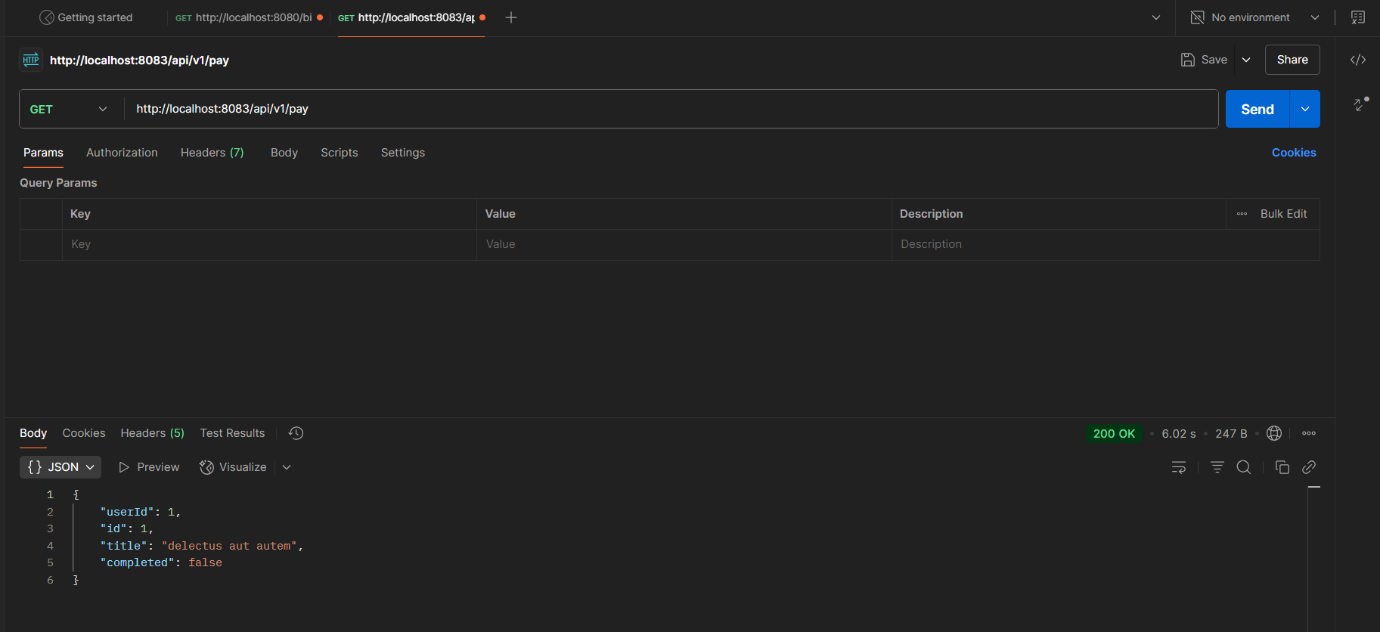 Getting started GET http://localhost:8080/bi GET http://localhost:8083/ap No environment
HTTP http://localhost:8083/api/v1/pay Save Share
GET http://localhost:8083/api/v1/pay Send
Params Authorization Headers (7) Body Scripts Settings Cookies
Query Params
Key Value Description Bulk Edit
Key Value Description
Body Cookies Headers (5) Test Results 200 OK 6.02 s 247 B
{} JSON Preview Visualize
1 {
2 "userId": 1,
3 "id": 1,
4 "title": "delectus aut autem",
5 "completed": false
6 }